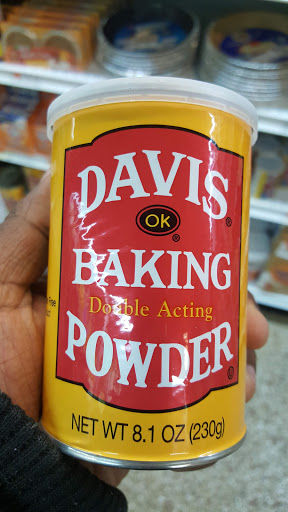 DAVIS
OK
BAKING
Double Acting
POWDER
NET WT 8.1 OZ (230g)